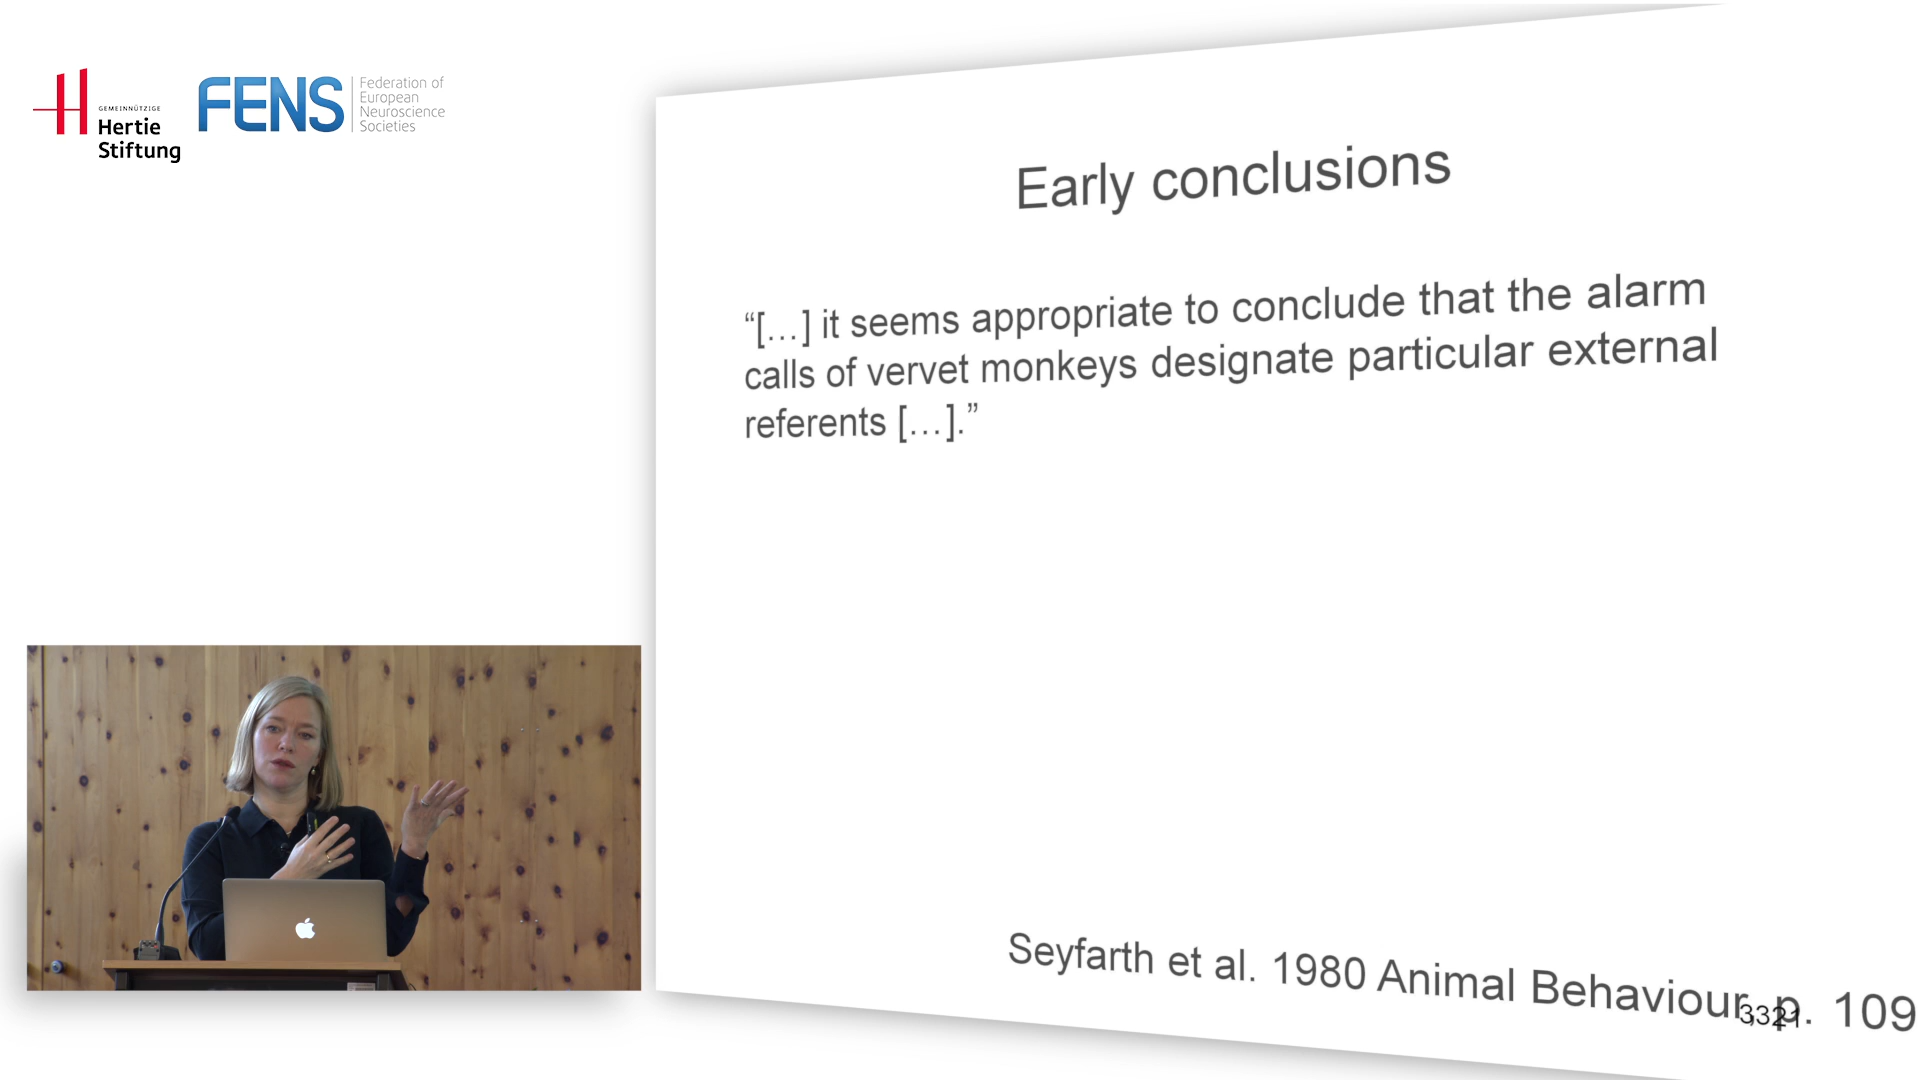 GEMEINNÜTZIGE
Hertie
Stiftung
FENS
Federation of
European
Neuroscience
Societies
Early conclusions
“[…] it seems appropriate to conclude that the alarm
calls of vervet monkeys designate particular external
referents […].”
Seyfarth et al. 1980 Animal Behaviour, p. 109